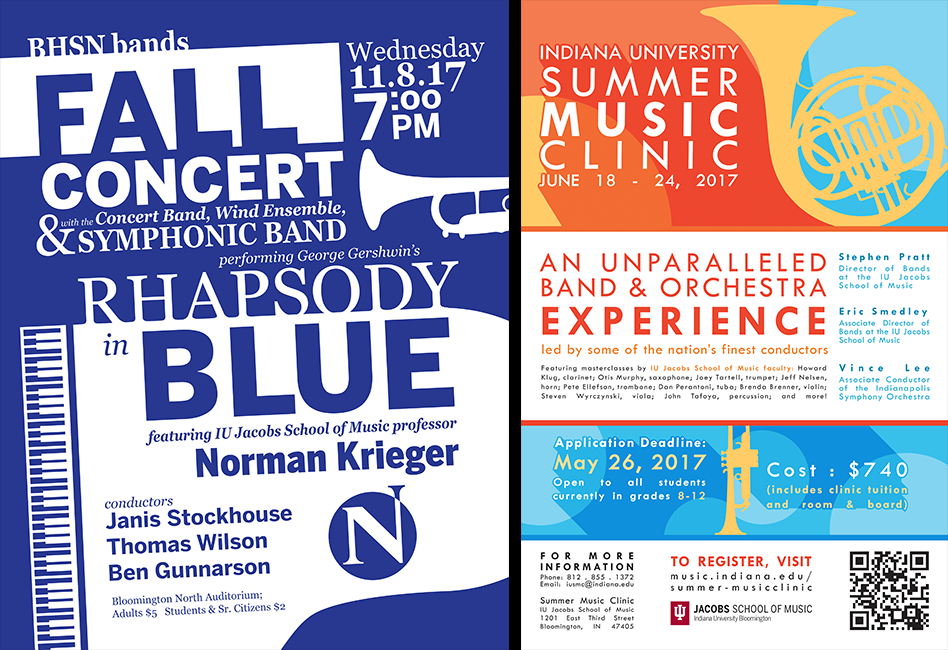 BHSN bands
FALL
CONCERT
Wednesday
11.8.17
7:00
PM
with the Concert Band, Wind Ensemble,
& SYMPHONIC BAND
performing George Gershwin's
RHAPSODY
in BLUE
featuring IU Jacobs School of Music professor
Norman Krieger
conductors
Janis Stockhouse
Thomas Wilson
Ben Gunnarson
N
Bloomington North Auditorium;
Adults $5 Students & Sr. Citizens $2
INDIANA UNIVERSITY
SUMMER
MUSIC
CLINIC
JUNE 18 - 24, 2017
AN UNPARALLELED
BAND & ORCHESTRA
EXPERIENCE
led by some of the nation's finest conductors
Featuring masterclasses by IU Jacobs School of Music faculty: Howard
Klug, clarinet; Otis Murphy, saxophone; Joey Tartell, trumpet; Jeff Nelsen,
horn; Pete Ellefson, trombone; Dan Perantoni, tuba; Brenda Brenner, violin;
Steven Wyrczynski, viola; John Tafoya, percussion; and more!
Stephen Pratt
Director of Bands
at the IU Jacobs
School of Music
Eric Smedley
Associate Director of
Bands at the IU Jacobs
School of Music
Vince Lee
Associate Conductor
of the Indianapolis
Symphony Orchestra
Application Deadline:
May 26, 2017
Open to all students
currently in grades 8-12
Cost : $740
(includes clinic tuition
and room & board)
FOR MORE
INFORMATION
Phone: 812 . 855 . 1372
Email: iusmc@indiana.edu
Summer Music Clinic
IU Jacobs School of Music
1201 East Third Street
Bloomington, IN 47405
TO REGISTER, VISIT
music.indiana.edu/
summer-musicclinic
JACOBS SCHOOL OF MUSIC
Indiana University Bloomington